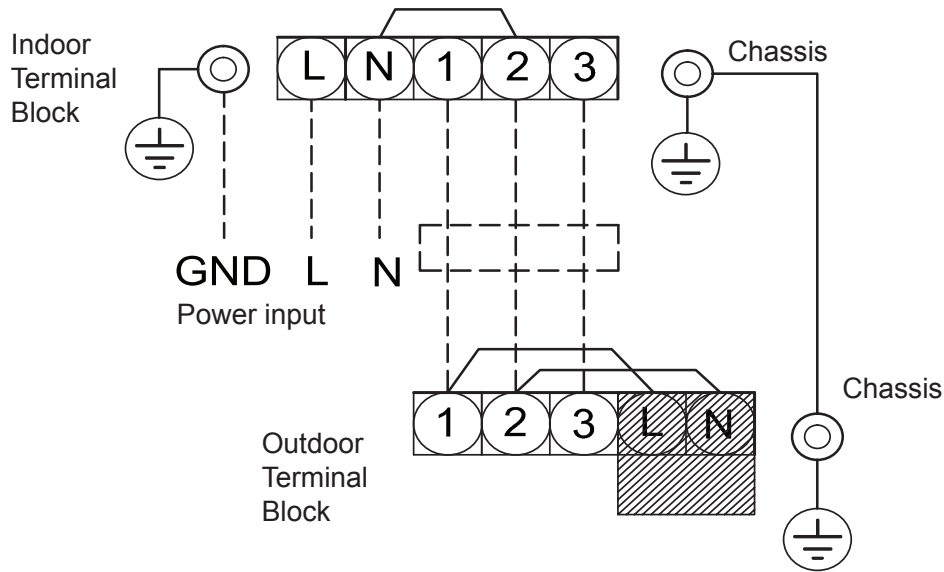 Indoor
Terminal
Block
L N 1 2 3
Chassis
GND L N
Power input
Chassis
1 2 3 L N
Outdoor
Terminal
Block